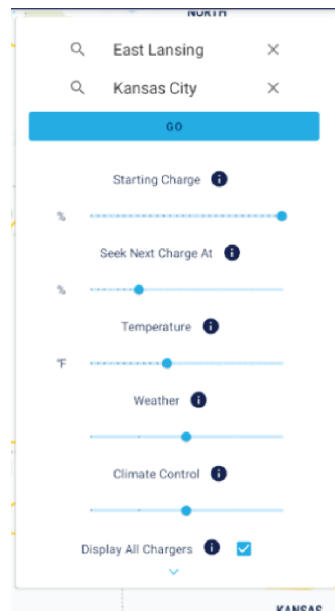 NORTH
East Lansing
Kansas City
GO
Starting Charge
%
Seek Next Charge At
%
Temperature
°F
Weather
Climate Control
Display All Chargers
KANSAS